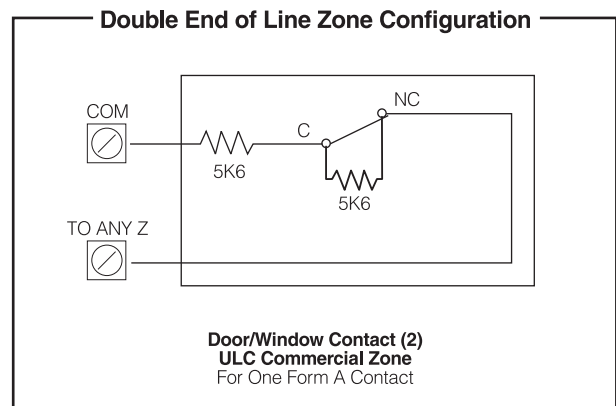 Double End of Line Zone Configuration
COM
C
NC
5K6
5K6
TO ANY Z
Door/Window Contact (2)
ULC Commercial Zone
For One Form A Contact